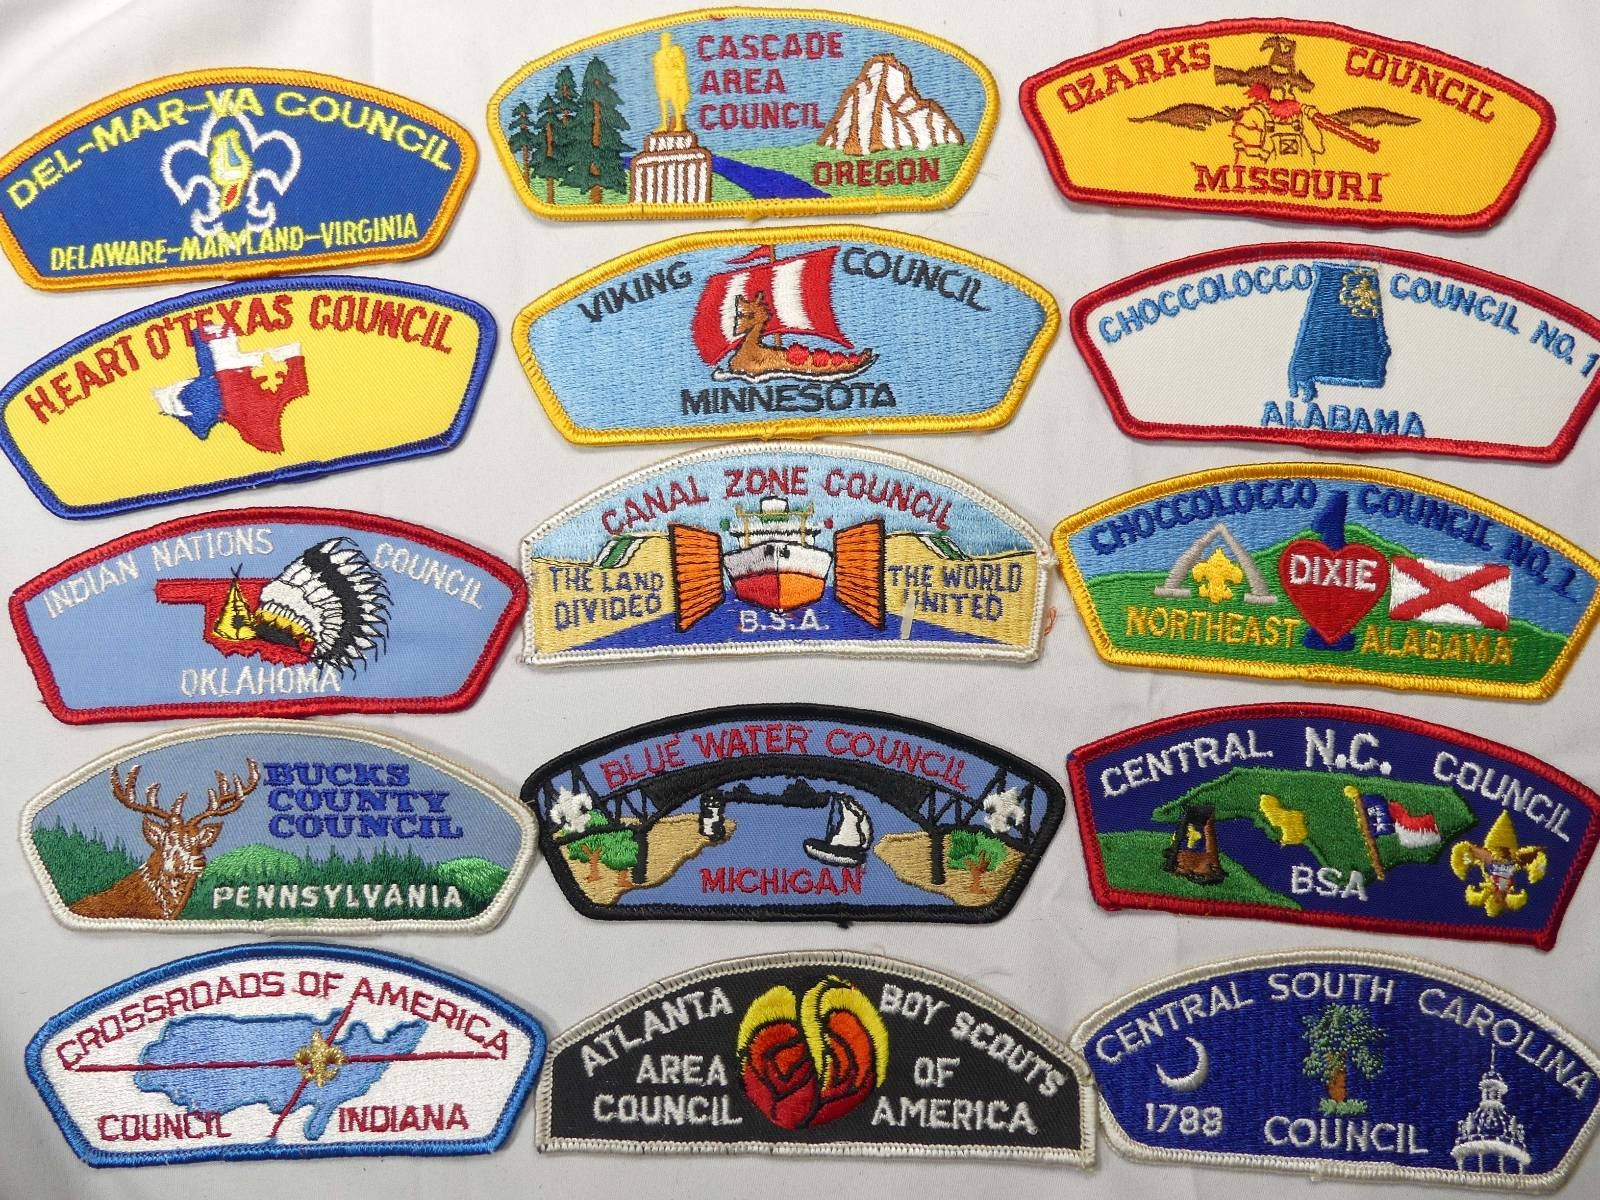 DEL-MAR-VA COUNCIL
DELAWARE-MARYLAND-VIRGINIA
CASCADE
AREA
COUNCIL
OREGON
OZARKS COUNCIL
MISSOURI
HEART O'TEXAS COUNCIL
VIKING COUNCIL
MINNESOTA
CHOCCOLOCCO COUNCIL NO. 1
ALABAMA
INDIAN NATIONS COUNCIL
OKLAHOMA
CANAL ZONE COUNCIL
THE LAND THE WORLD
DIVIDED UNITED
B.S.A.
CHOCCOLOCCO COUNCIL NO. 1
DIXIE
NORTHEAST ALABAMA
BUCKS
COUNTY
COUNCIL
PENNSYLVANIA
BLUE WATER COUNCIL
MICHIGAN
CENTRAL N.C. COUNCIL
BSA
CROSSROADS OF AMERICA
COUNCIL INDIANA
ATLANTA BOY SCOUTS
AREA OF
COUNCIL AMERICA
CENTRAL SOUTH CAROLINA
1788 COUNCIL